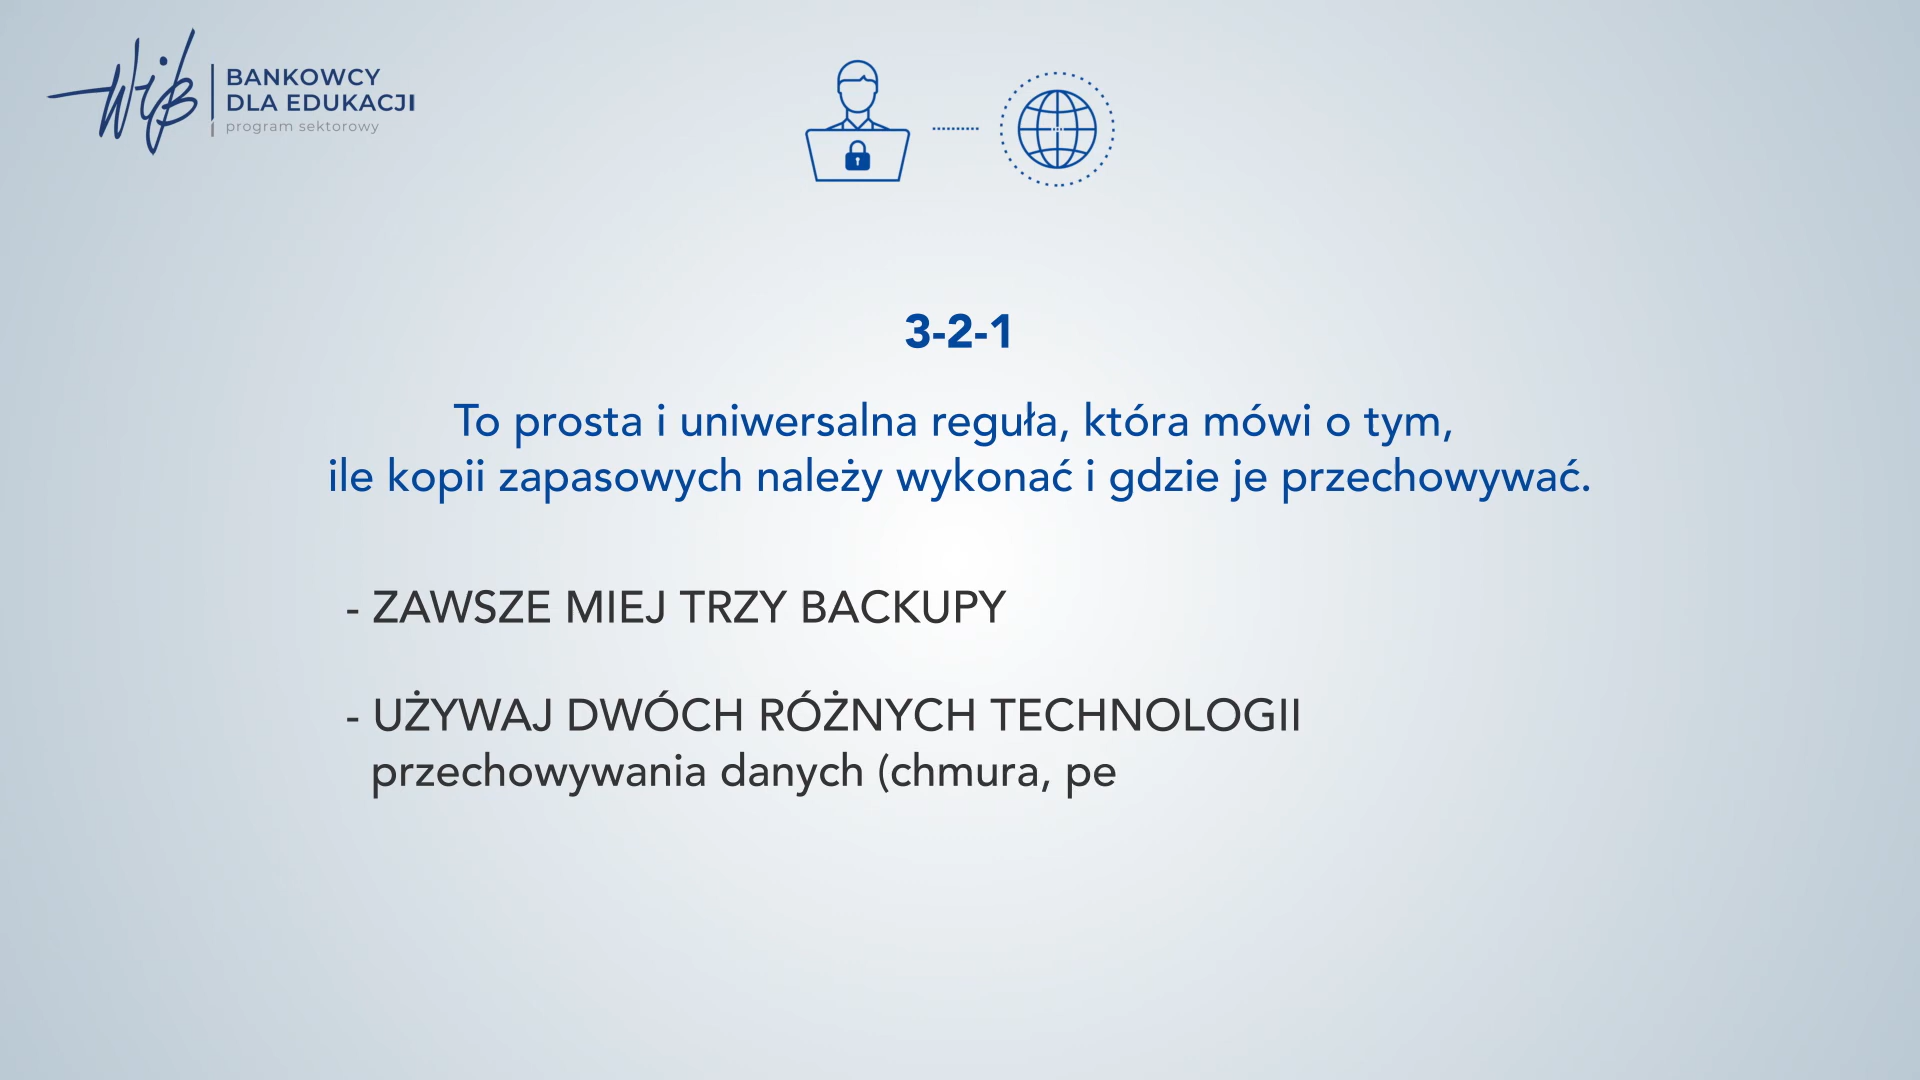 WiB
BANKOWCY
DLA EDUKACJI
program sektorowy
3-2-1
To prosta i uniwersalna reguła, która mówi o tym,
ile kopii zapasowych należy wykonać i gdzie je przechowywać.
- ZAWSZE MIEJ TRZY BACKUPY
- UŻYWAJ DWÓCH RÓŻNYCH TECHNOLOGII
przechowywania danych (chmura, pe